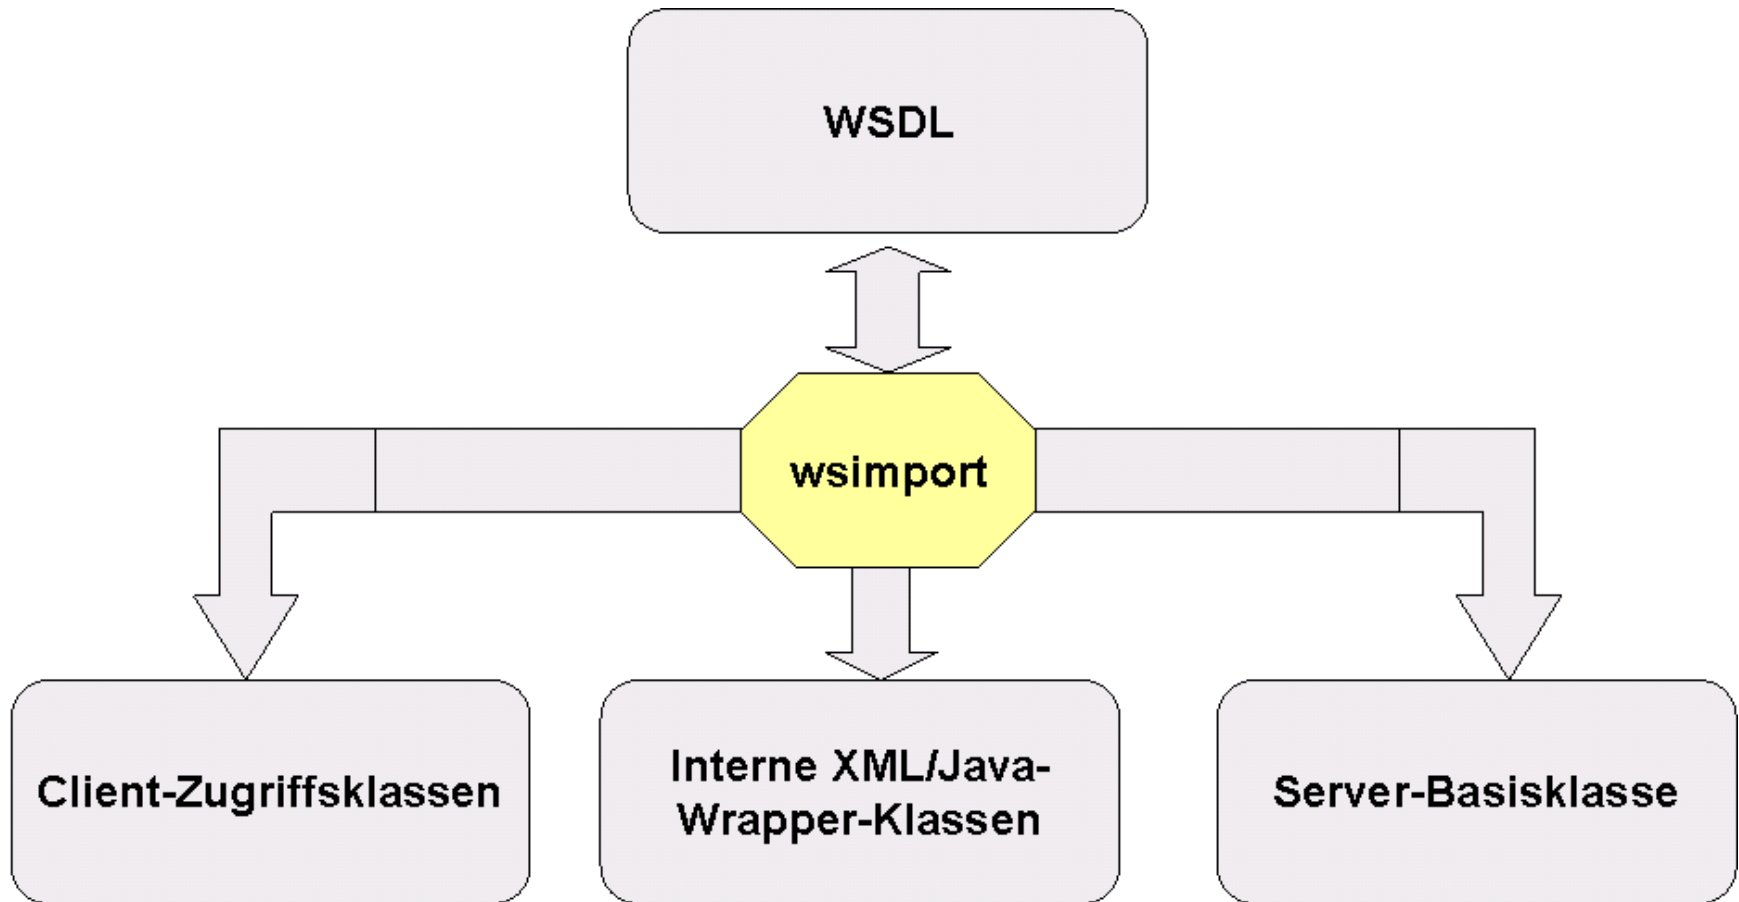 WSDL
wsimport
Client-Zugriffsklassen
Interne XML/Java-
Wrapper-Klassen
Server-Basisklasse